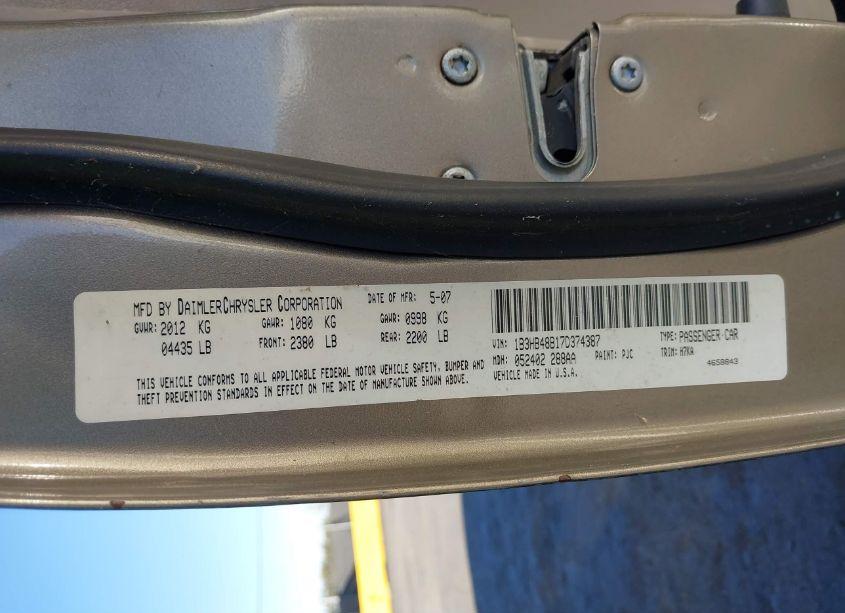 MFD BY DAIMLERCHRYSLER CORPORATION DATE OF MFR: 5-07
GVWR: 2012 KG GAWR: 1080 KG GAWR: 0998 KG
04435 LB FRONT: 2380 LB REAR: 2200 LB
THIS VEHICLE CONFORMS TO ALL APPLICABLE FEDERAL MOTOR VEHICLE SAFETY, BUMPER AND
THEFT PREVENTION STANDARDS IN EFFECT ON THE DATE OF MANUFACTURE SHOWN ABOVE.
VIN: 1B3HB48B17D374387 TYPE: PASSENGER CAR
MDH: 052402 288AA PAINT: PJC TRIM: H7KA
VEHICLE MADE IN U.S.A. 4658843